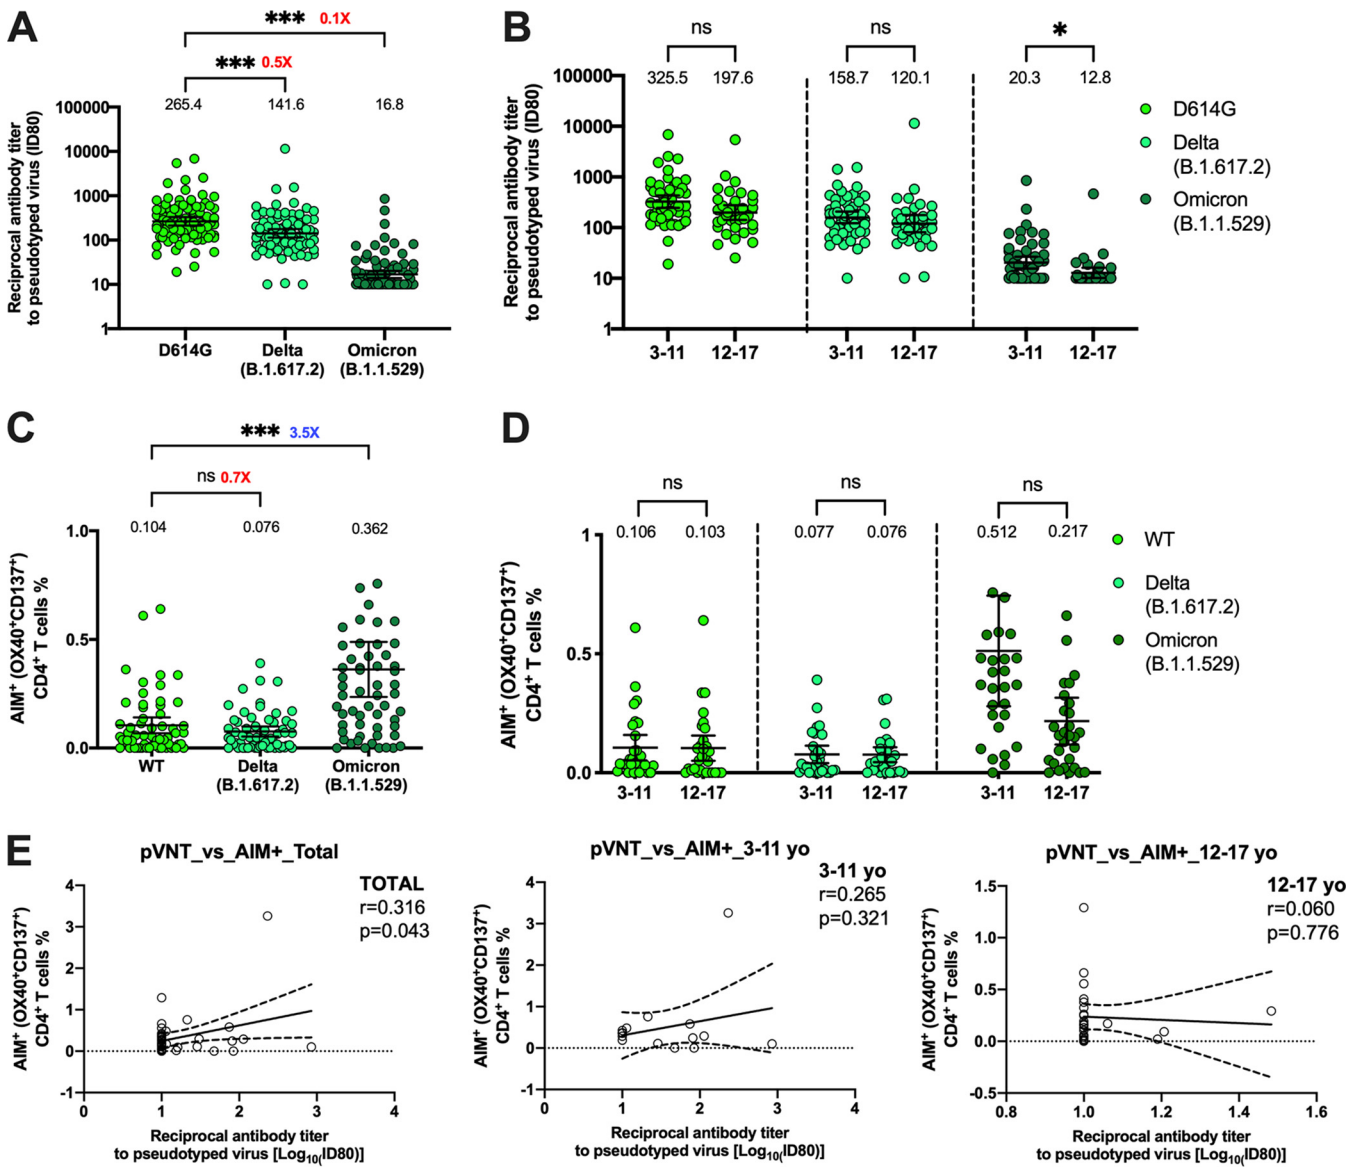 A
*** 0.1X
*** 0.5X
265.4 141.6 16.8
Reciprocal antibody titer
to pseudotyped virus (ID80)
100000
10000
1000
100
10
1
D614G Delta Omicron
(B.1.617.2) (B.1.1.529)
B
ns ns *
325.5 197.6 158.7 120.1 20.3 12.8
Reciprocal antibody titer
to pseudotyped virus (ID80)
100000
10000
1000
100
10
1
3-11 12-17 3-11 12-17 3-11 12-17
D614G
Delta
(B.1.617.2)
Omicron
(B.1.1.529)
C
*** 3.5X
ns 0.7X
0.104 0.076 0.362
AIM+ (OX40+CD137+)
CD4+ T cells %
1.0
0.5
0.0
WT Delta Omicron
(B.1.617.2) (B.1.1.529)
D
ns ns ns
0.106 0.103 0.077 0.076 0.512 0.217
AIM+ (OX40+CD137+)
CD4+ T cells %
1
0.5
0.0
3-11 12-17 3-11 12-17 3-11 12-17
WT
Delta
(B.1.617.2)
Omicron
(B.1.1.529)
E
pVNT_vs_AIM+_Total
TOTAL
r=0.316
p=0.043
AIM+ (OX40+CD137+)
CD4+ T cells %
4
3
2
1
0
-1
0 1 2 3 4
Reciprocal antibody titer
to pseudotyped virus [Log10(ID80)]
pVNT_vs_AIM+_3-11 yo
3-11 yo
r=0.265
p=0.321
AIM+ (OX40+CD137+)
CD4+ T cells %
4
3
2
1
0
-1
0 1 2 3 4
Reciprocal antibody titer
to pseudotyped virus [Log10(ID80)]
pVNT_vs_AIM+_12-17 yo
12-17 yo
r=0.060
p=0.776
AIM+ (OX40+CD137+)
CD4+ T cells %
1.5
1.0
0.5
0.0
-0.5
0.8 1.0 1.2 1.4 1.6
Reciprocal antibody titer
to pseudotyped virus [Log10(ID80)]